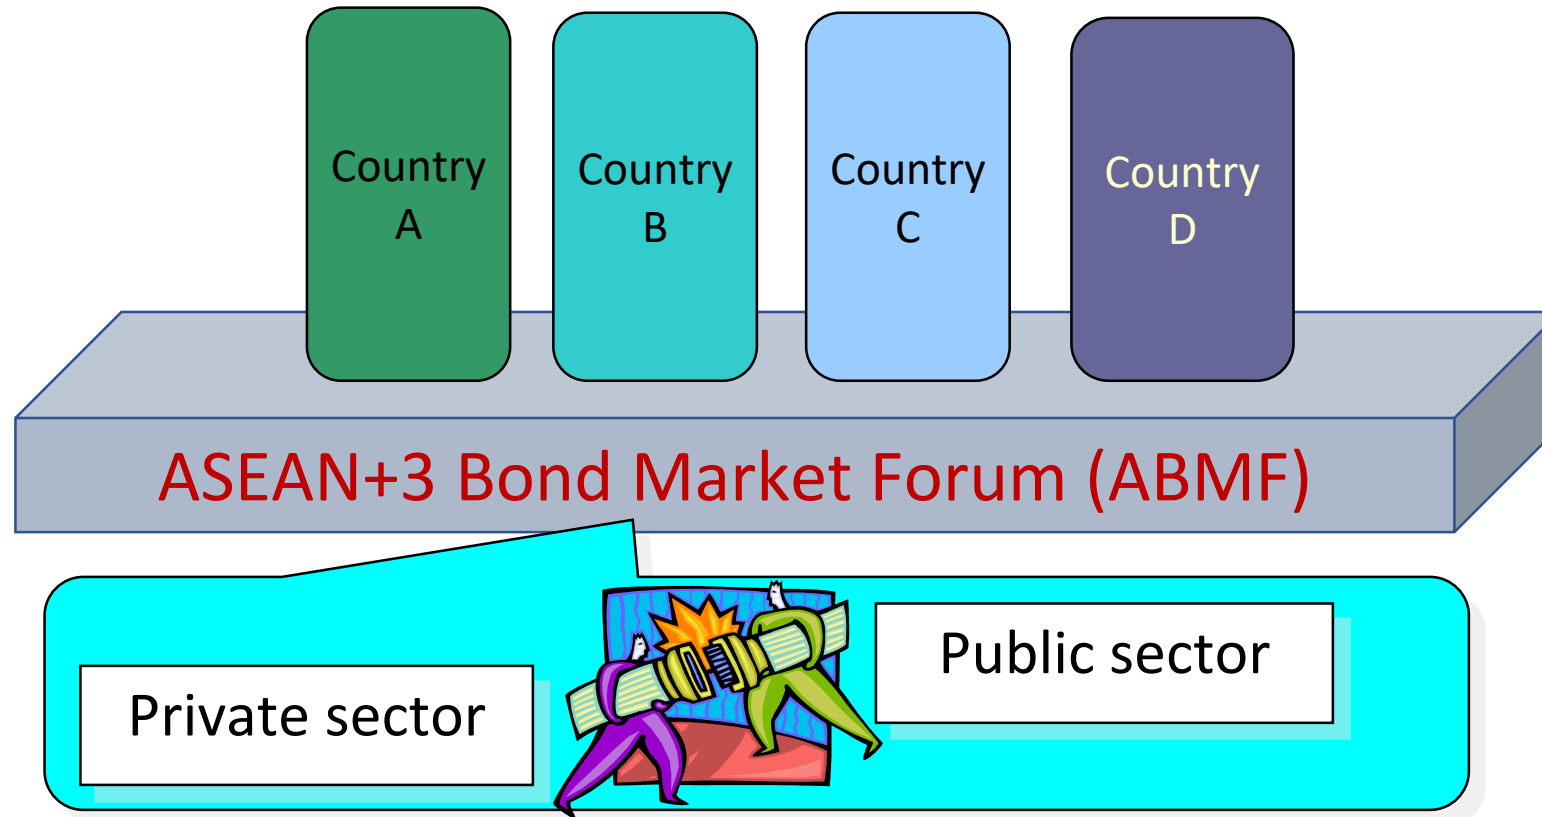 Country
A
Country
B
Country
C
Country
D
ASEAN+3 Bond Market Forum (ABMF)
Private sector
Public sector